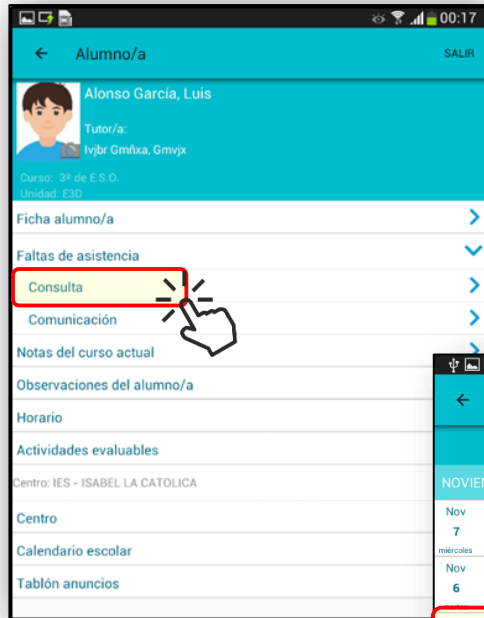 00:17
Alumno/a
SALIR
Alonso García, Luis
Tutor/a:
Ivjbr Gmñxa, Gmvjx
Curso: 3º de E.S.O.
Unidad: E3D
Ficha alumno/a
Faltas de asistencia
Consulta
Comunicación
Notas del curso actual
Observaciones del alumno/a
Horario
Actividades evaluables
Centro: IES - ISABEL LA CATOLICA
Centro
Calendario escolar
Tablón anuncios
NOVIEM
Nov
7
miércoles
Nov
6